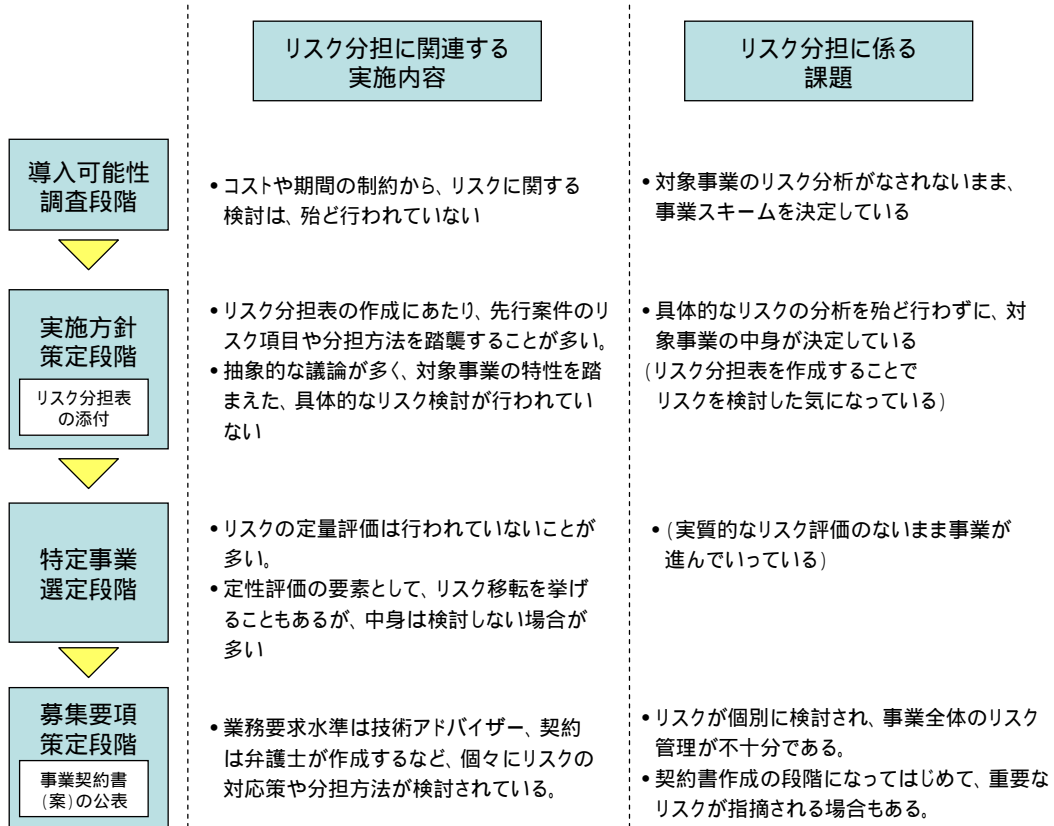 リスク分担に関連する
実施内容
リスク分担に係る
課題
導入可能性
調査段階
•コストや期間の制約から、リスクに関する
検討は、殆ど行われていない
•対象事業のリスク分析がなされないまま、
事業スキームを決定している
実施方針
策定段階
リスク分担表
の添付
•リスク分担表の作成にあたり、先行案件のリ
スク項目や分担方法を踏襲することが多い。
•抽象的な議論が多く、対象事業の特性を踏
まえた、具体的なリスク検討が行われてい
ない
•具体的なリスクの分析を殆ど行わずに、対
象事業の中身が決定している
(リスク分担表を作成することで
リスクを検討した気になっている)
特定事業
選定段階
•リスクの定量評価は行われていないことが
多い。
•定性評価の要素として、リスク移転を挙げ
ることもあるが、中身は検討しない場合が
多い
•(実質的なリスク評価のないまま事業が
進んでいっている)
募集要項
策定段階
事業契約書
(案)の公表
•業務要求水準は技術アドバイザー、契約
は弁護士が作成するなど、個々にリスクの
対応策や分担方法が検討されている。
•リスクが個別に検討され、事業全体のリスク
管理が不十分である。
•契約書作成の段階になってはじめて、重要な
リスクが指摘される場合もある。